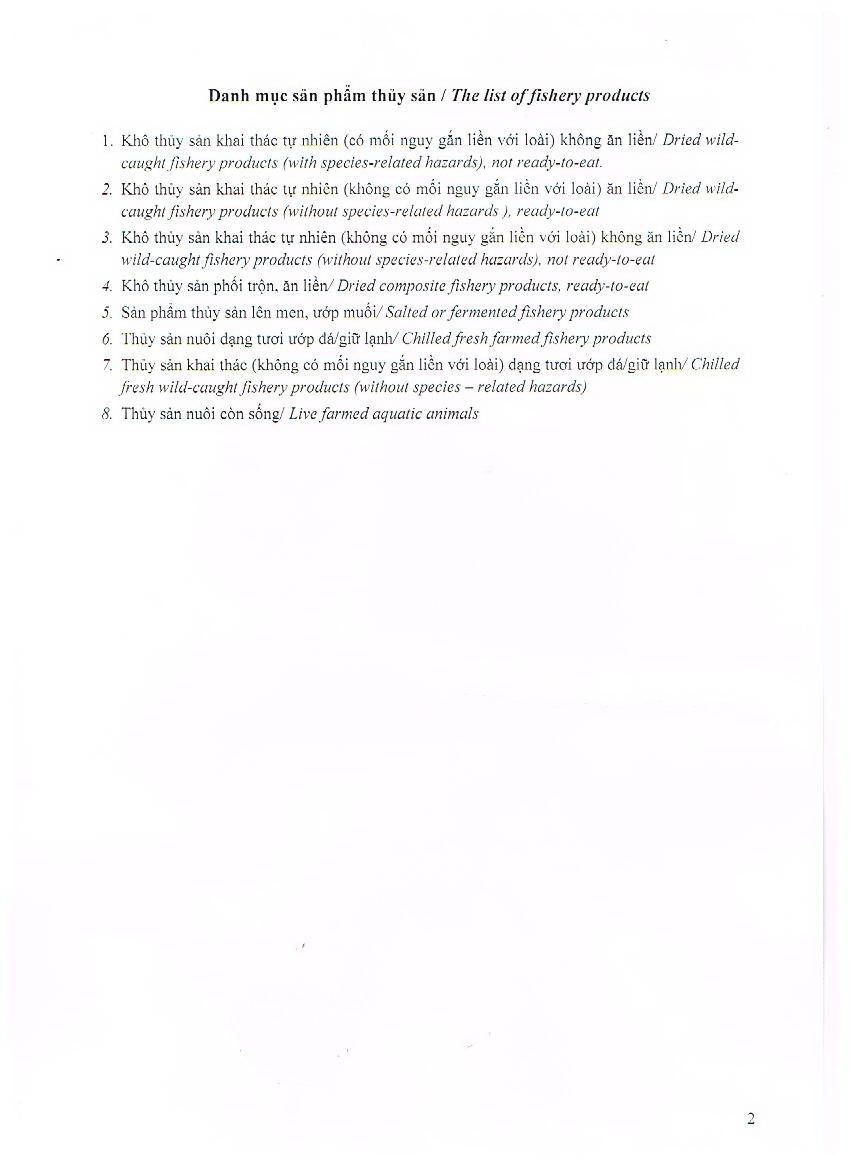 Danh mục sản phẩm thủy sản / The list of fishery products
1. Khô thủy sản khai thác tự nhiên (có mối nguy gắn liền với loài) không ăn liền/ Dried wild-
caught fishery products (with species-related hazards), not ready-to-eat.
2. Khô thủy sản khai thác tự nhiên (không có mối nguy gắn liền với loài) ăn liền/ Dried wild-
caught fishery products (without species-related hazards ), ready-to-eat
3. Khô thủy sản khai thác tự nhiên (không có mối nguy gắn liền với loài) không ăn liền/ Dried
wild-caught fishery products (without species-related hazards), not ready-to-eat
4. Khô thủy sản phối trộn, ăn liền/ Dried composite fishery products, ready-to-eat
5. Sản phẩm thủy sản lên men, ướp muối/ Salted or fermented fishery products
6. Thủy sản nuôi dạng tươi ướp đá/giữ lạnh/ Chilled fresh farmed fishery products
7. Thủy sản khai thác (không có mối nguy gắn liền với loài) dạng tươi ướp đá/giữ lạnh/ Chilled
fresh wild-caught fishery products (without species – related hazards)
8. Thủy sản nuôi còn sống/ Live farmed aquatic animals
2